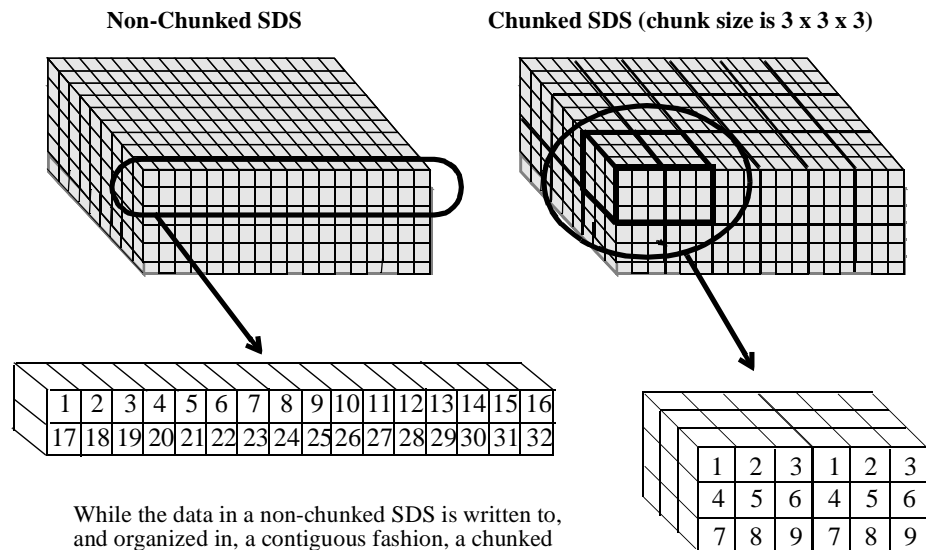 Non-Chunked SDS
Chunked SDS (chunk size is 3 x 3 x 3)
1 2 3 4 5 6 7 8 9 10 11 12 13 14 15 16
17 18 19 20 21 22 23 24 25 26 27 28 29 30 31 32
1 2 3 1 2 3
4 5 6 4 5 6
7 8 9 7 8 9
While the data in a non-chunked SDS is written to,
and organized in, a contiguous fashion, a chunked